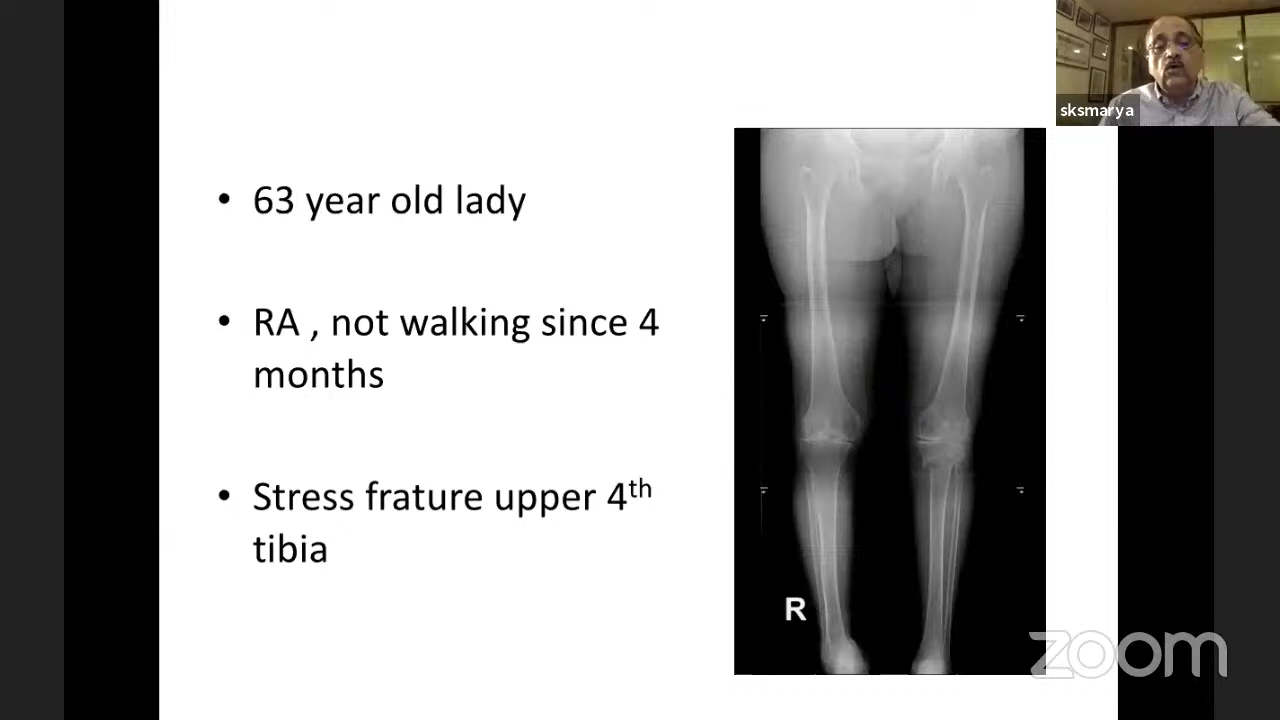 sksmarya
• 63 year old lady
• RA , not walking since 4
months
• Stress frature upper 4th
tibia
R
zoom